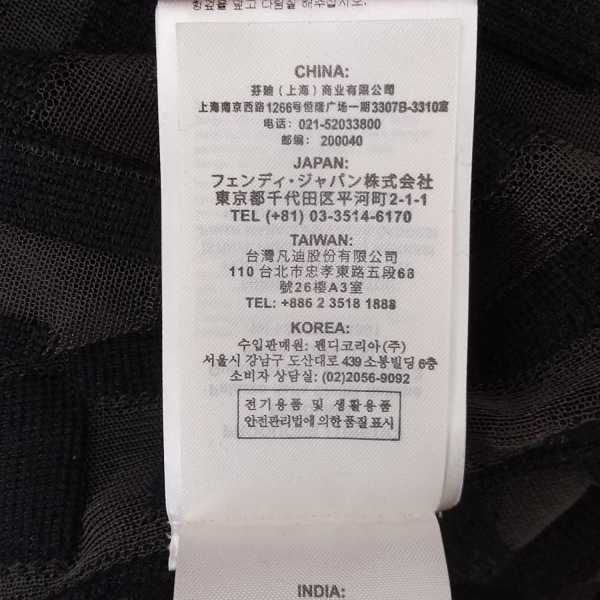 CHINA:
芬迪（上海）商业有限公司
上海南京西路1266号恒隆广场一期3307B-3310室
电话： 021-52033800
邮编： 200040
JAPAN:
フェンディ・ジャパン株式会社
東京都千代田区平河町2-1-1
TEL (+81) 03-3514-6170
TAIWAN:
台灣凡迪股份有限公司
110 台北市忠孝東路五段68
號26樓A3室
TEL: +886 2 3518 1888
KOREA:
수입판매원: 펜디코리아(주)
서울시 강남구 도산대로 439 소봉빌딩 6층
소비자 상담실: (02)2056-9092
전기용품 및 생활용품
안전관리법에 의한 품질 표시
INDIA: